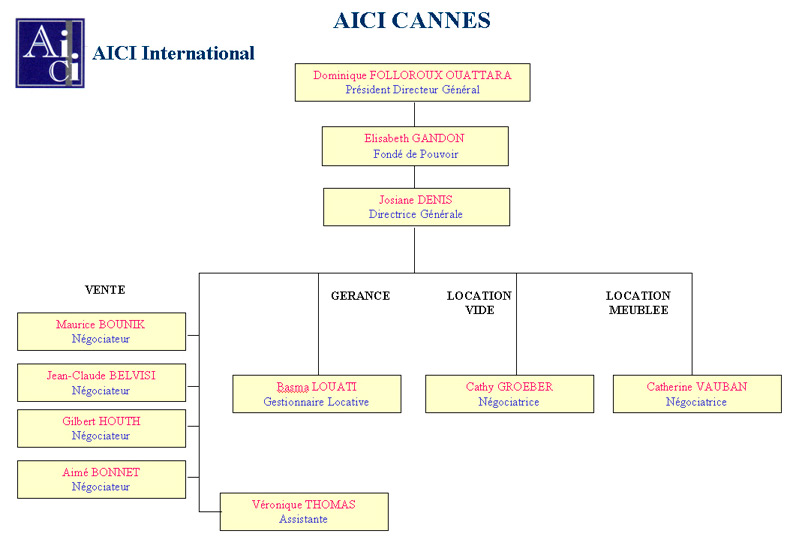 AICI CANNES
AiCi
AICI International
Dominique FOLLOROUX OUATTARA
Président Directeur Général
Elisabeth GANDON
Fondé de Pouvoir
Josiane DENIS
Directrice Générale
VENTE
GERANCE
LOCATION
VIDE
LOCATION
MEUBLEE
Maurice BOUNIK
Négociateur
Jean-Claude BELVISI
Négociateur
Gilbert HOUTH
Négociateur
Aimé BONNET
Négociateur
Basma LOUATI
Gestionnaire Locative
Cathy GROEBER
Négociatrice
Catherine VAUBAN
Négociatrice
Véronique THOMAS
Assistante